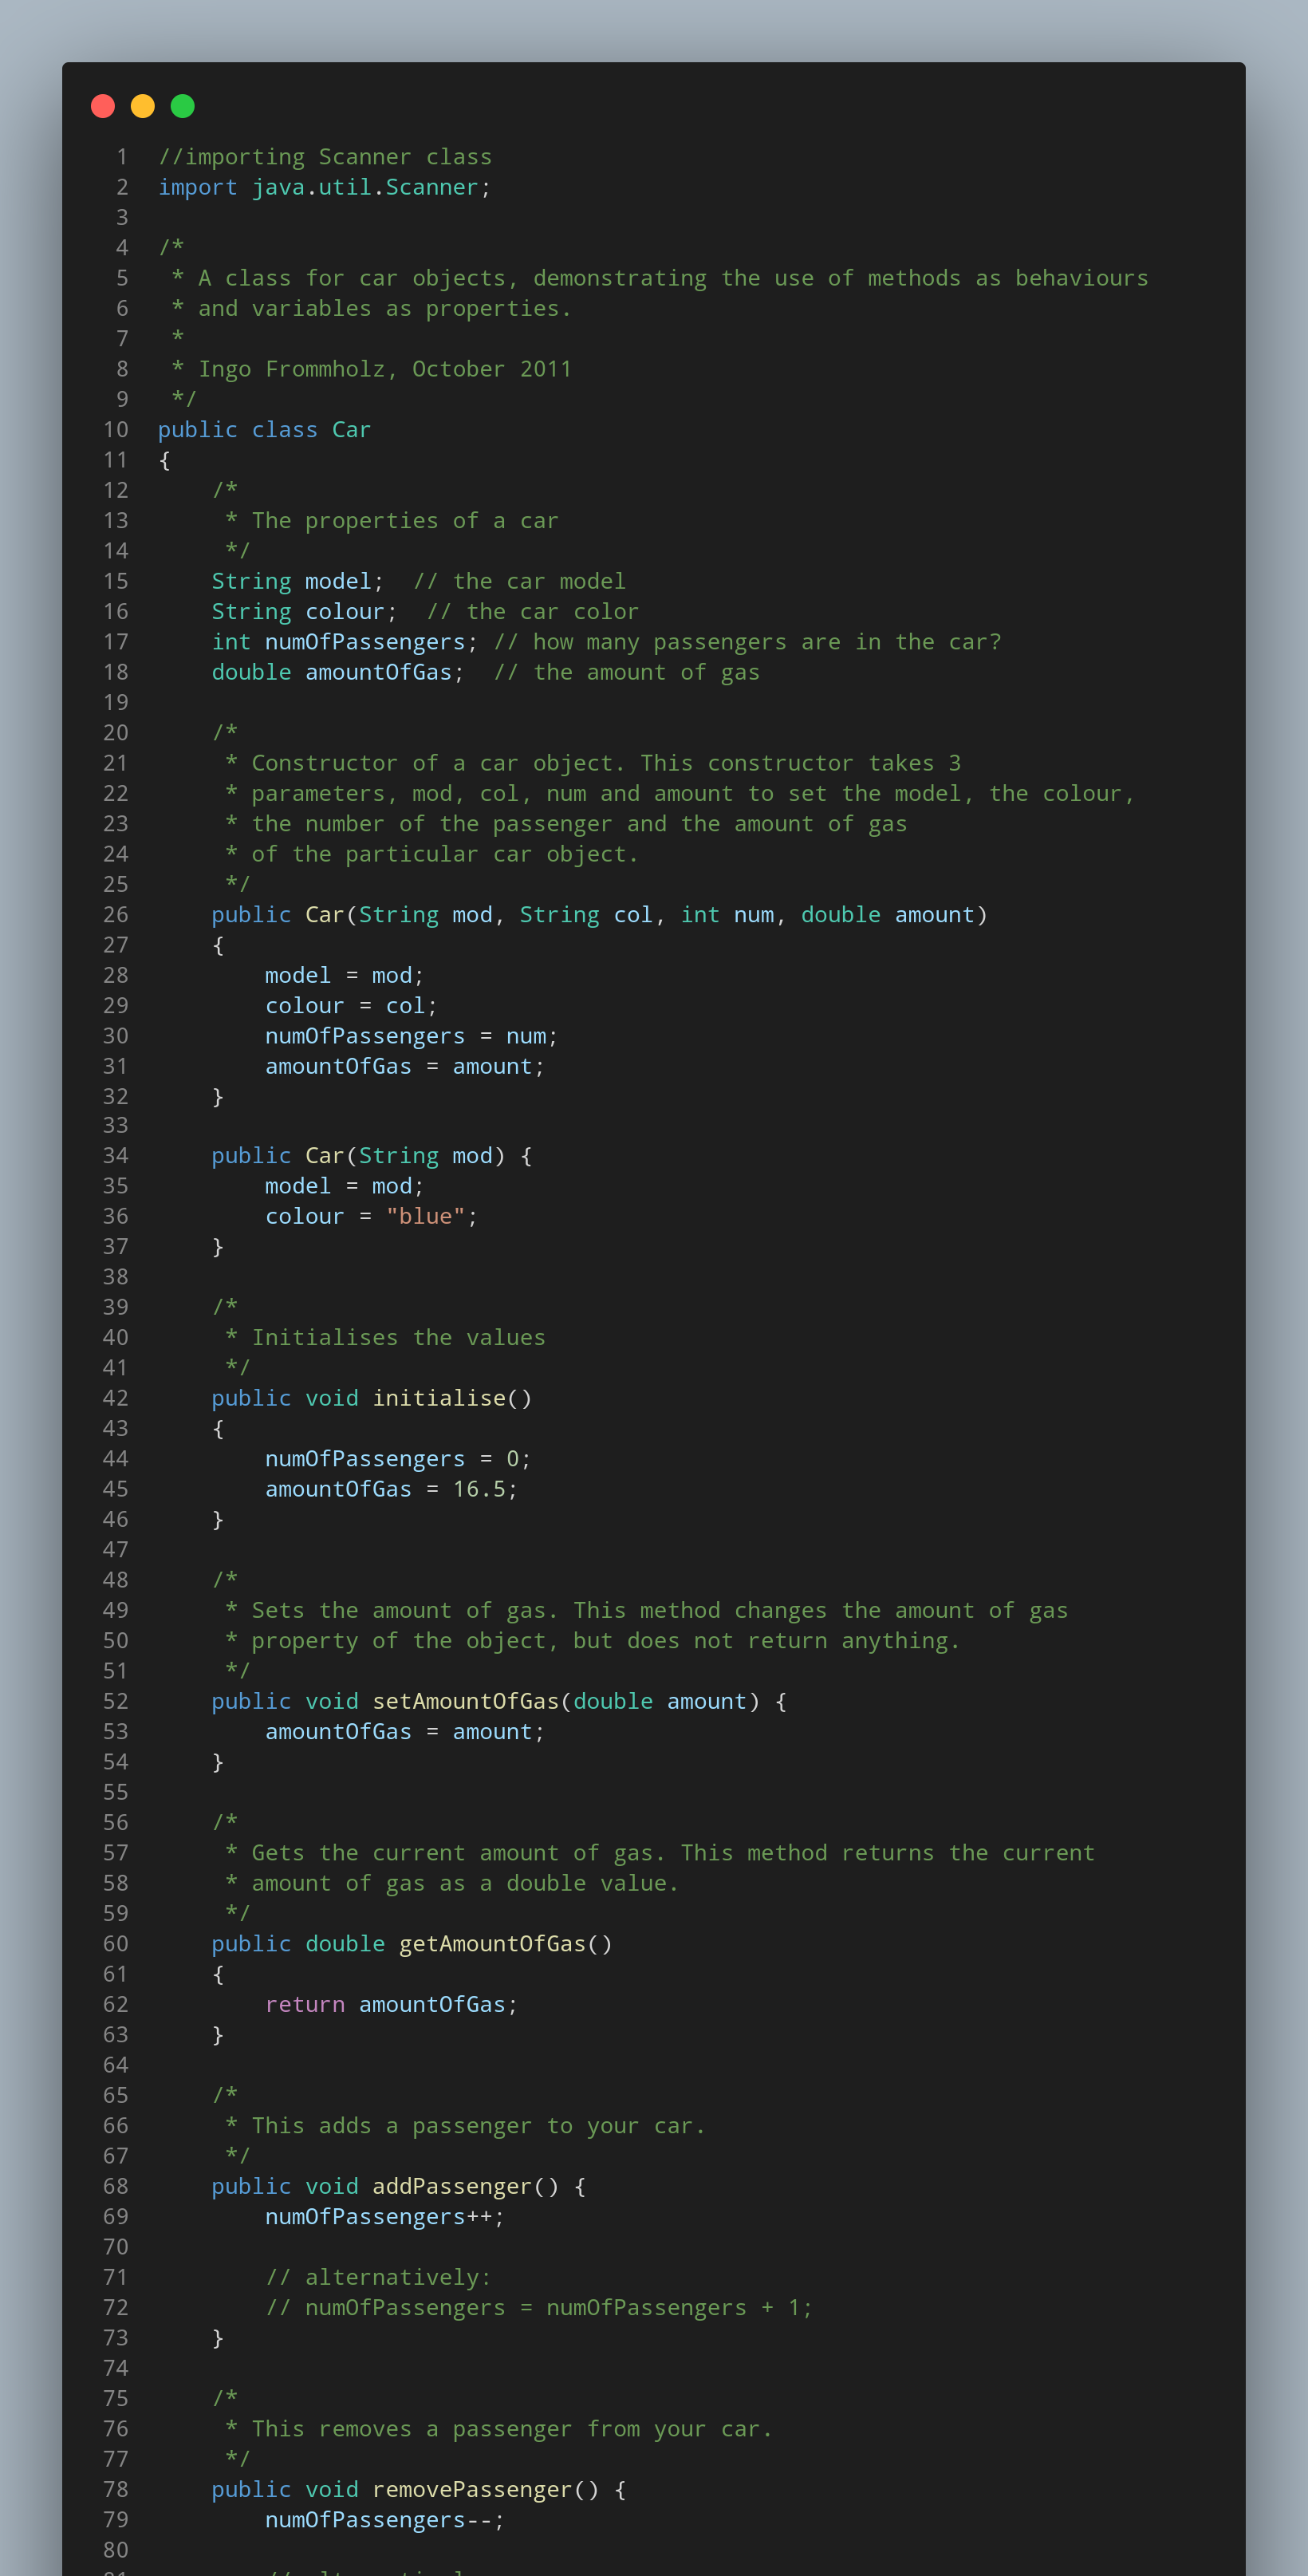 1 //importing Scanner class
2 import java.util.Scanner;
3
4 /*
5  * A class for car objects, demonstrating the use of methods as behaviours
6  * and variables as properties.
7  *
8  * Ingo Frommholz, October 2011
9  */
10 public class Car
11 {
12     /*
13      * The properties of a car
14      */
15     String model;  // the car model
16     String colour;  // the car color
17     int numOfPassengers; // how many passengers are in the car?
18     double amountOfGas;  // the amount of gas
19
20     /*
21      * Constructor of a car object. This constructor takes 3
22      * parameters, mod, col, num and amount to set the model, the colour,
23      * the number of the passenger and the amount of gas
24      * of the particular car object.
25      */
26     public Car(String mod, String col, int num, double amount)
27     {
28         model = mod;
29         colour = col;
30         numOfPassengers = num;
31         amountOfGas = amount;
32     }
33
34     public Car(String mod) {
35         model = mod;
36         colour = "blue";
37     }
38
39     /*
40      * Initialises the values
41      */
42     public void initialise()
43     {
44         numOfPassengers = 0;
45         amountOfGas = 16.5;
46     }
47
48     /*
49      * Sets the amount of gas. This method changes the amount of gas
50      * property of the object, but does not return anything.
51      */
52     public void setAmountOfGas(double amount) {
53         amountOfGas = amount;
54     }
55
56     /*
57      * Gets the current amount of gas. This method returns the current
58      * amount of gas as a double value.
59      */
60     public double getAmountOfGas()
61     {
62         return amountOfGas;
63     }
64
65     /*
66      * This adds a passenger to your car.
67      */
68     public void addPassenger() {
69         numOfPassengers++;
70
71         // alternatively:
72         // numOfPassengers = numOfPassengers + 1;
73     }
74
75     /*
76      * This removes a passenger from your car.
77      */
78     public void removePassenger() {
79         numOfPassengers--;
80